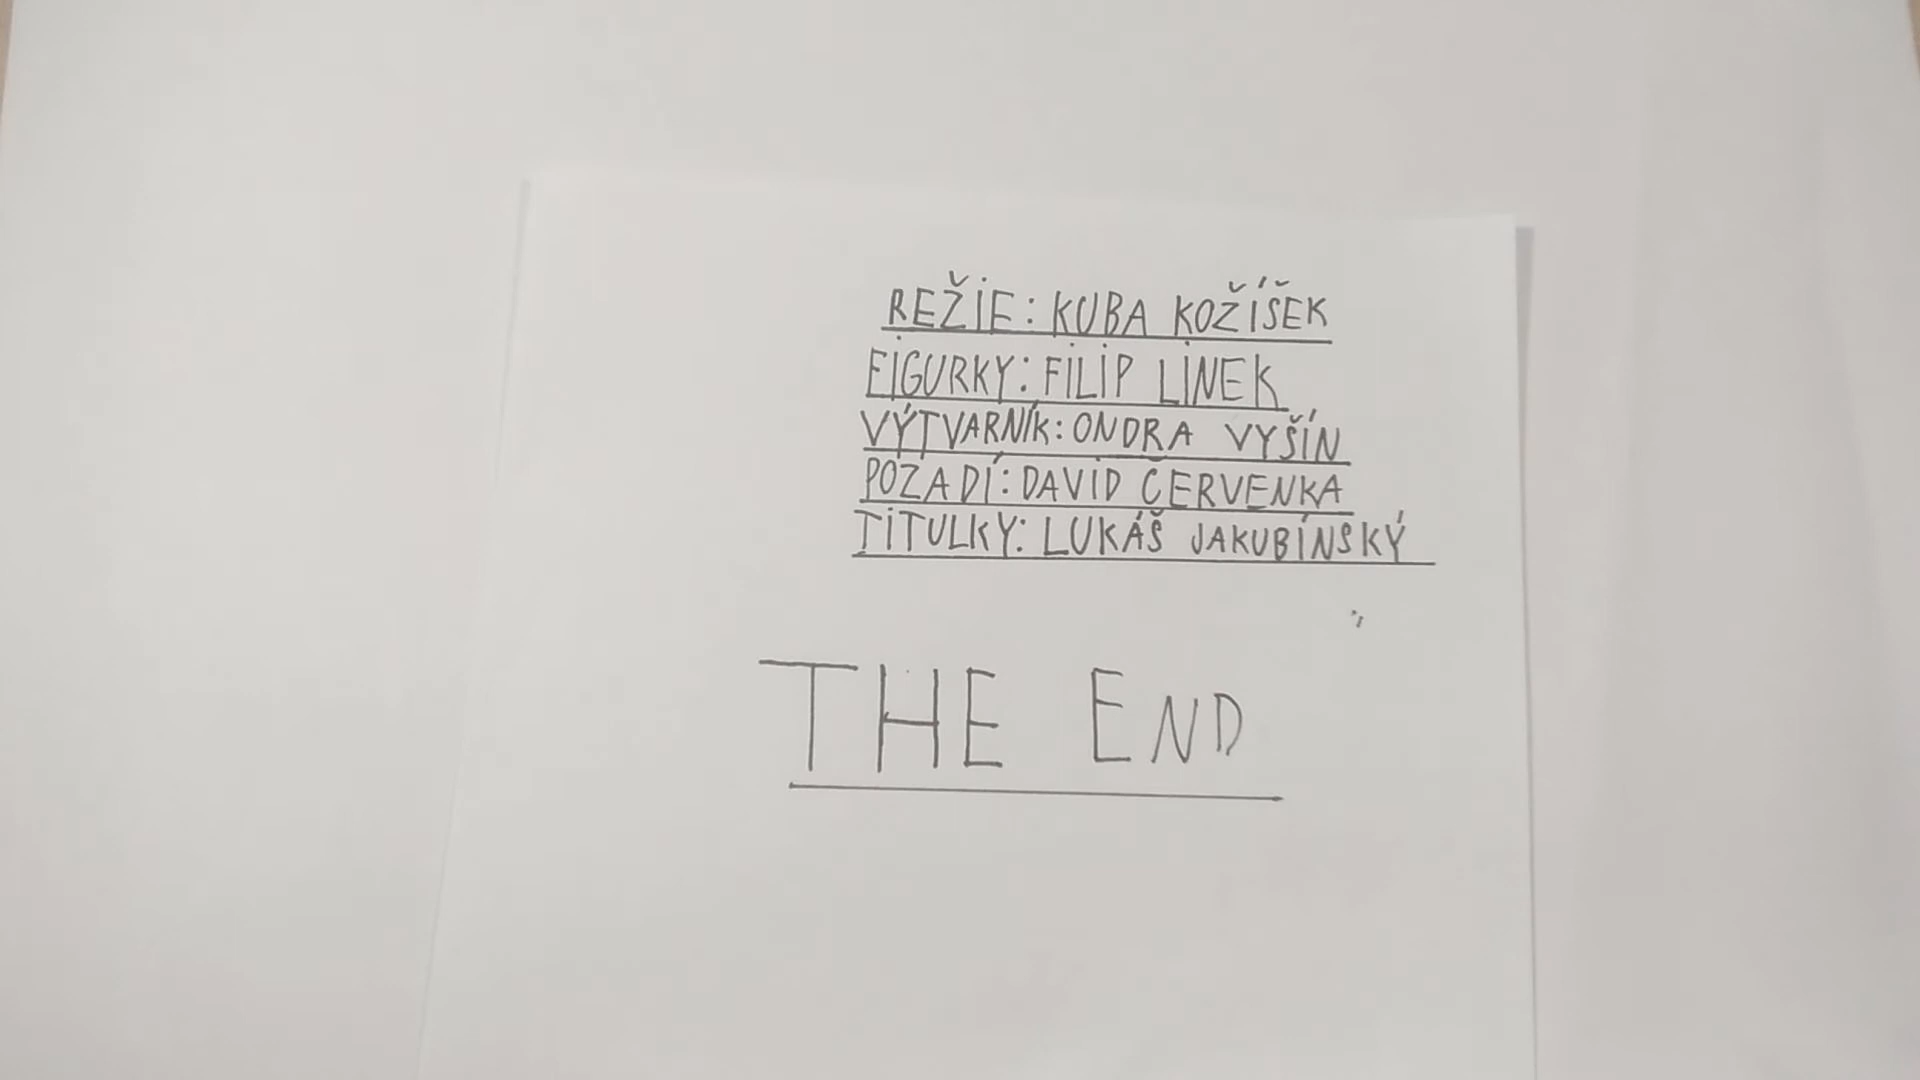 REŽIE: KUBA KOŽÍŠEK
FIGURKY: FILIP LINEK
VÝTVARNÍK: ONDRA VYŠÍN
POZADÍ: DAVID ČERVENKA
TITULKY: LUKÁŠ JAKUBÍNSKÝ
THE END